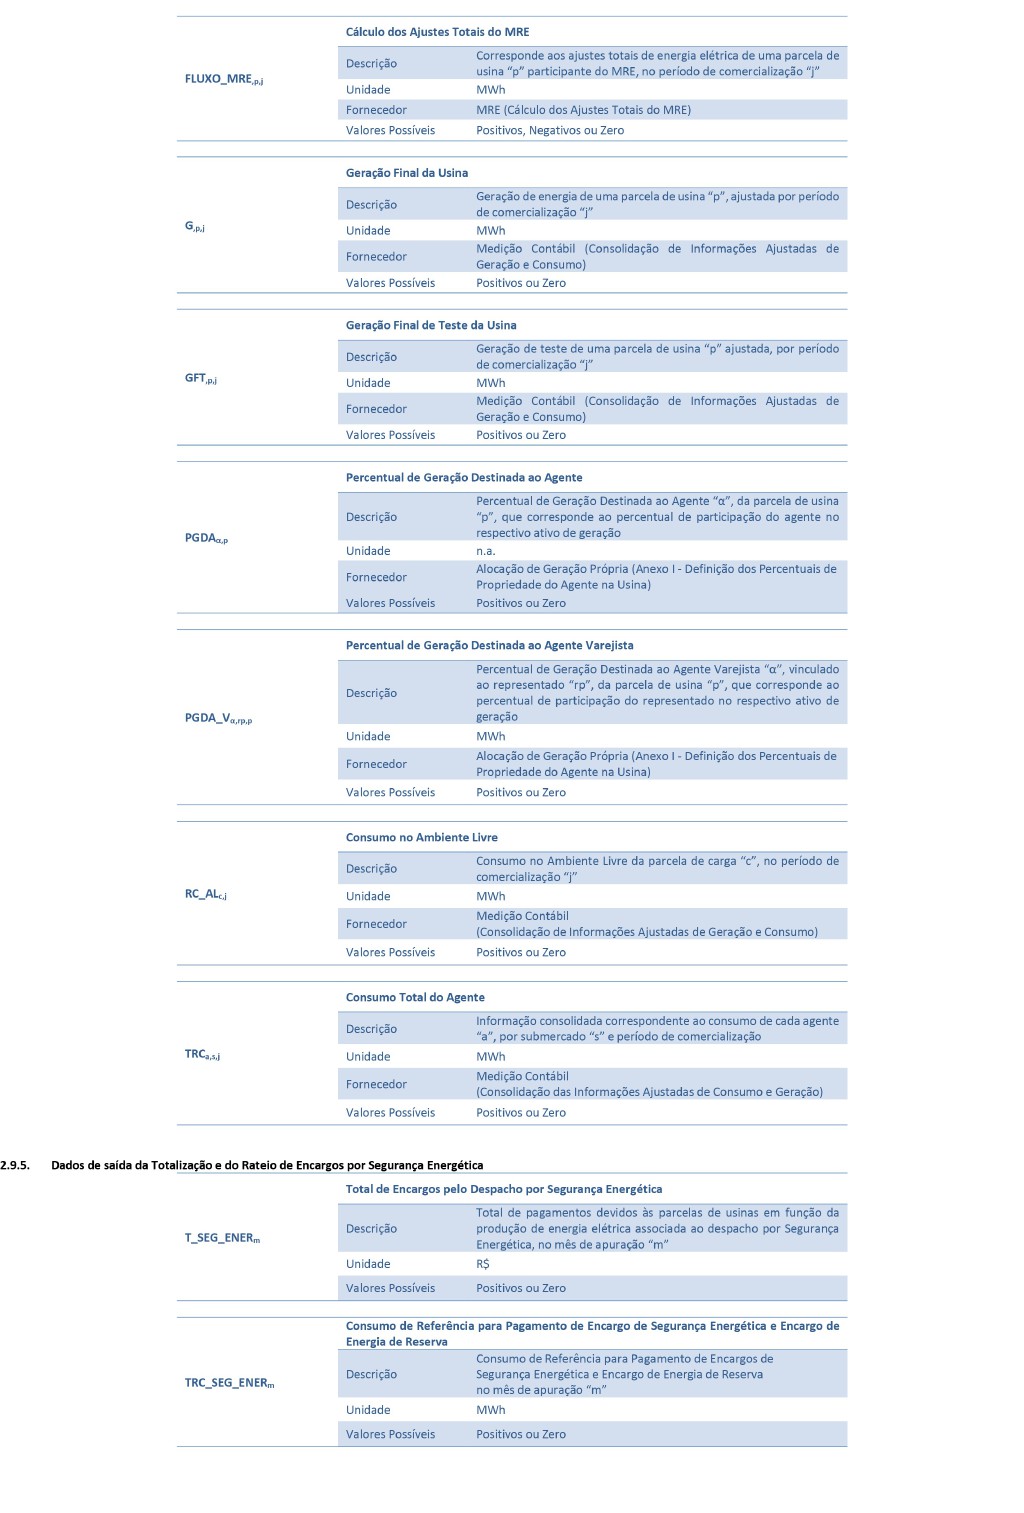 Cálculo dos Ajustes Totais do MRE
FLUXO_MRE,p,j
Descrição
Corresponde aos ajustes totais de energia elétrica de uma parcela de
usina “p” participante do MRE, no período de comercialização “j”
Unidade MWh
Fornecedor MRE (Cálculo dos Ajustes Totais do MRE)
Valores Possíveis Positivos, Negativos ou Zero
Geração Final da Usina
G,p,j
Descrição
Geração de energia de uma parcela de usina “p”, ajustada por período
de comercialização “j”
Unidade MWh
Fornecedor
Medição Contábil (Consolidação de Informações Ajustadas de
Geração e Consumo)
Valores Possíveis Positivos ou Zero
Geração Final de Teste da Usina
GFT,p,j
Descrição
Geração de teste de uma parcela de usina “p” ajustada, por período
de comercialização “j”
Unidade MWh
Fornecedor
Medição Contábil (Consolidação de Informações Ajustadas de
Geração e Consumo)
Valores Possíveis Positivos ou Zero
Percentual de Geração Destinada ao Agente
PGDAα,p
Descrição
Percentual de Geração Destinada ao Agente “α”, da parcela de usina
“p”, que corresponde ao percentual de participação do agente no
respectivo ativo de geração
Unidade n.a.
Fornecedor
Alocação de Geração Própria (Anexo I - Definição dos Percentuais de
Propriedade do Agente na Usina)
Valores Possíveis Positivos ou Zero
Percentual de Geração Destinada ao Agente Varejista
PGDA_Vα,rp,p
Descrição
Percentual de Geração Destinada ao Agente Varejista “α”, vinculado
ao representado “rp”, da parcela de usina “p”, que corresponde ao
percentual de participação do representado no respectivo ativo de
geração
Unidade MWh
Fornecedor
Alocação de Geração Própria (Anexo I - Definição dos Percentuais de
Propriedade do Agente na Usina)
Valores Possíveis Positivos ou Zero
Consumo no Ambiente Livre
RC_ALc,j
Descrição
Consumo no Ambiente Livre da parcela de carga “c”, no período de
comercialização “j”
Unidade MWh
Fornecedor
Medição Contábil
(Consolidação de Informações Ajustadas de Geração e Consumo)
Valores Possíveis Positivos ou Zero
Consumo Total do Agente
TRCa,s,j
Descrição
Informação consolidada correspondente ao consumo de cada agente
“a”, por submercado “s” e período de comercialização
Unidade MWh
Fornecedor
Medição Contábil
(Consolidação das Informações Ajustadas de Consumo e Geração)
Valores Possíveis Positivos ou Zero
2.9.5. Dados de saída da Totalização e do Rateio de Encargos por Segurança Energética
Total de Encargos pelo Despacho por Segurança Energética
T_SEG_ENERm
Descrição
Total de pagamentos devidos às parcelas de usinas em função da
produção de energia elétrica associada ao despacho por Segurança
Energética, no mês de apuração “m”
Unidade R$
Valores Possíveis Positivos ou Zero
Consumo de Referência para Pagamento de Encargo de Segurança Energética e Encargo de
Energia de Reserva
TRC_SEG_ENERm
Descrição
Consumo de Referência para Pagamento de Encargos de
Segurança Energética e Encargo de Energia de Reserva
no mês de apuração “m”
Unidade MWh
Valores Possíveis Positivos ou Zero